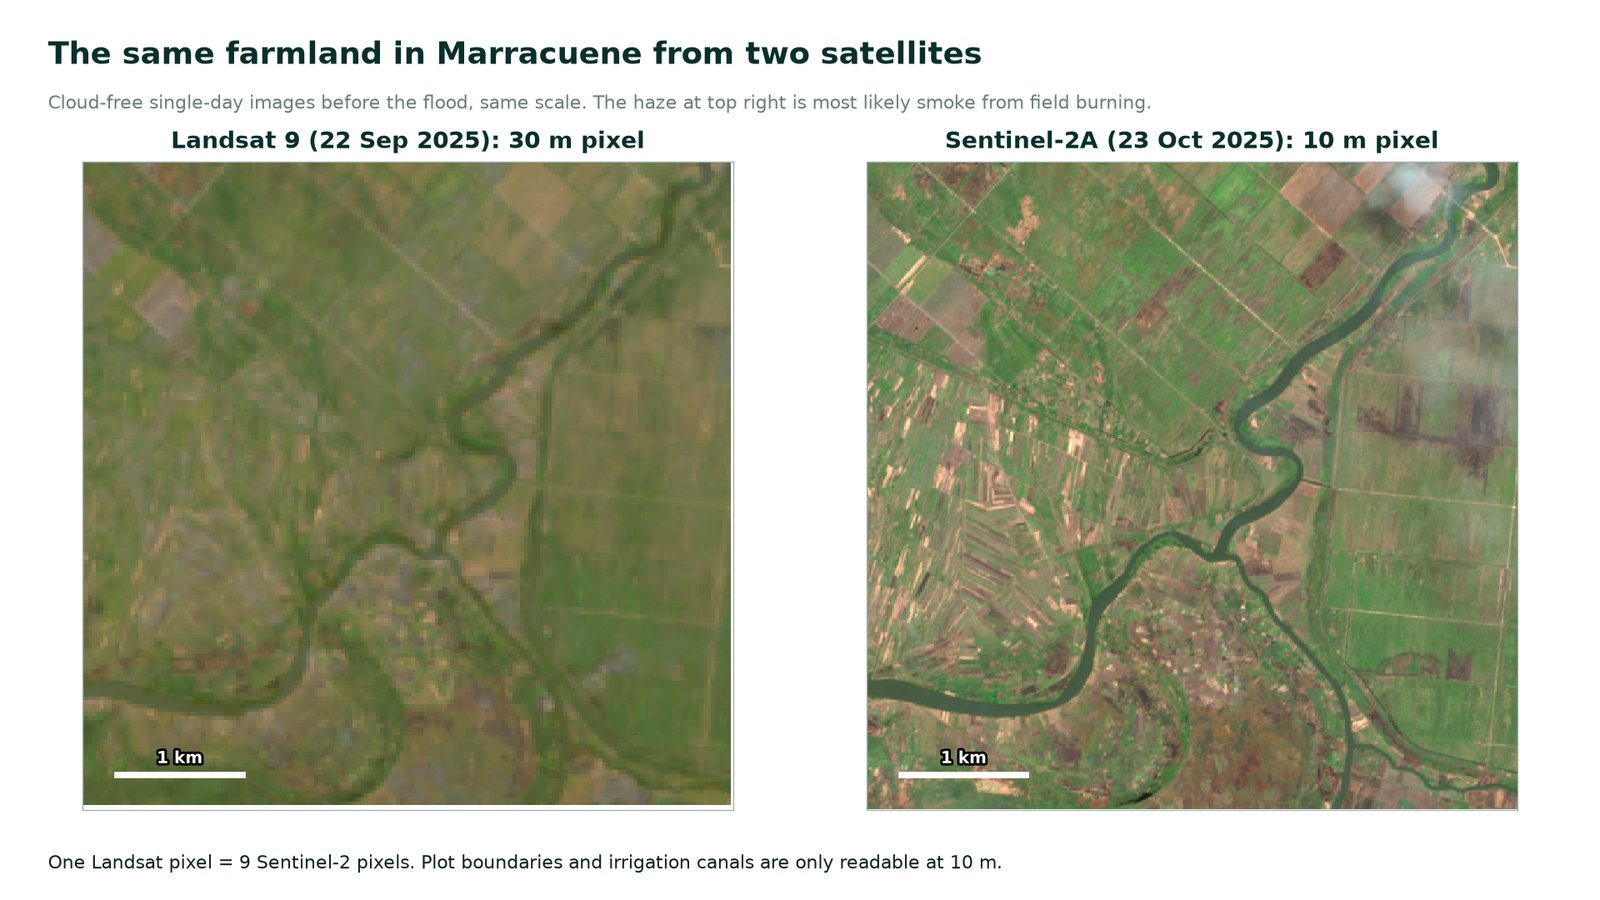 The same farmland in Marracuene from two satellites
Cloud-free single-day images before the flood, same scale. The haze at top right is most likely smoke from field burning.
Landsat 9 (22 Sep 2025): 30 m pixel
Sentinel-2A (23 Oct 2025): 10 m pixel
1 km
1 km
One Landsat pixel = 9 Sentinel-2 pixels. Plot boundaries and irrigation canals are only readable at 10 m.